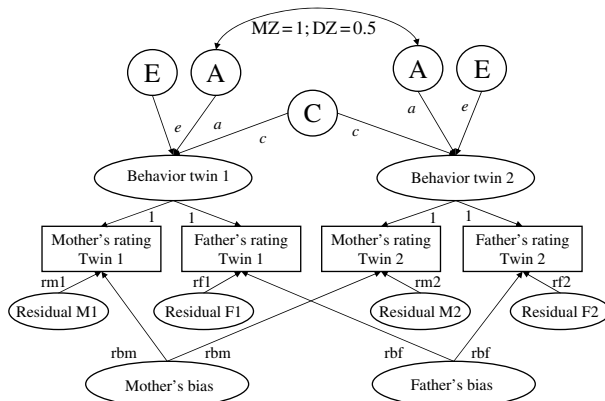 MZ = 1; DZ = 0.5
E
A
A
E
C
e
a
c
c
a
e
Behavior twin 1
Behavior twin 2
1
1
1
1
Mother's rating
Twin 1
Father's rating
Twin 1
Mother's rating
Twin 2
Father's rating
Twin 2
rm1
rf1
rm2
rf2
Residual M1
Residual F1
Residual M2
Residual F2
rbm
rbm
rbf
rbf
Mother's bias
Father's bias